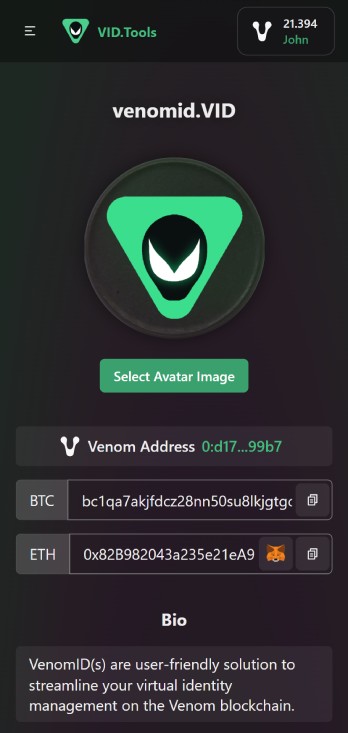 VID.Tools
21.394
John
venomid.VID
Select Avatar Image
Venom Address 0:d17...99b7
BTC bc1qa7akjfdcz28nn50su8lkjgtgc
ETH 0x82B982043a235e21eA9
Bio
VenomID(s) are user-friendly solution to
streamline your virtual identity
management on the Venom blockchain.